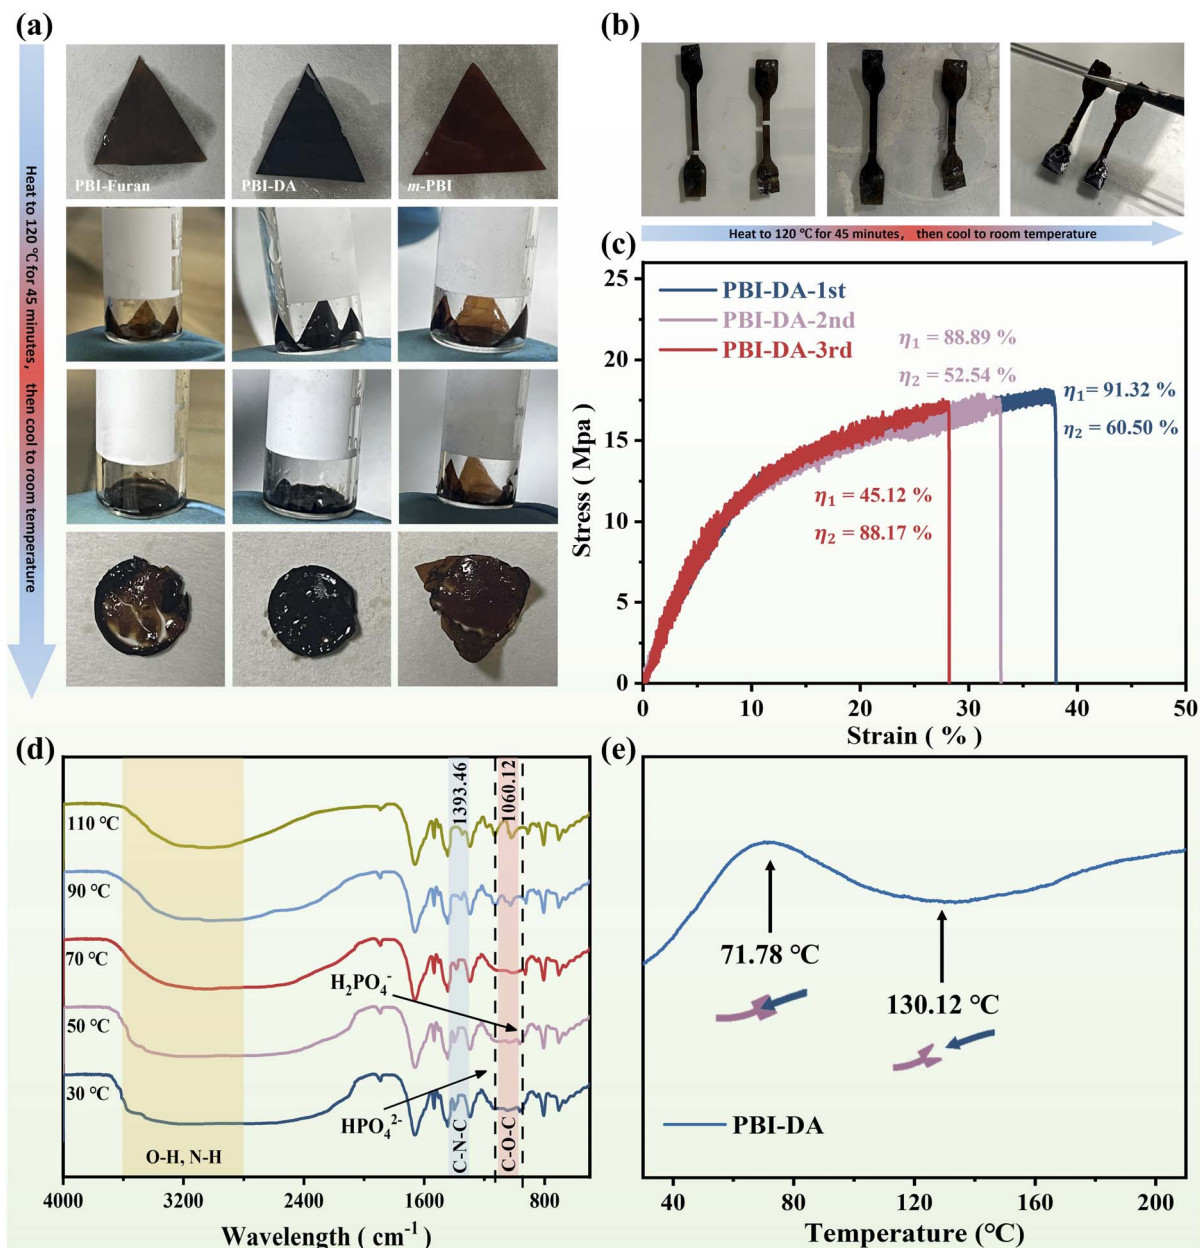 (a)
Heat to 120 ℃ for 45 minutes， then cool to room temperature
PBI-Furan
PBI-DA
m-PBI
(b)
Heat to 120 ℃ for 45 minutes， then cool to room temperature
(c)
Stress ( Mpa)
25
20
15
10
5
0
PBI-DA-1st
PBI-DA-2nd
PBI-DA-3rd
η1 = 88.89 %
η2 = 52.54 %
η1 = 91.32 %
η2 = 60.50 %
η1 = 45.12 %
η2 = 88.17 %
0 10 20 30 40 50
Strain ( % )
(d)
1393.46
1060.12
110 ℃
90 ℃
70 ℃
50 ℃
30 ℃
H2PO4-
HPO42-
O-H, N-H
C-N-C
C-O-C
4000 3200 2400 1600 800
Wavelength ( cm-1)
(e)
71.78 ℃
130.12 ℃
PBI-DA
40 80 120 160 200
Temperature (℃)